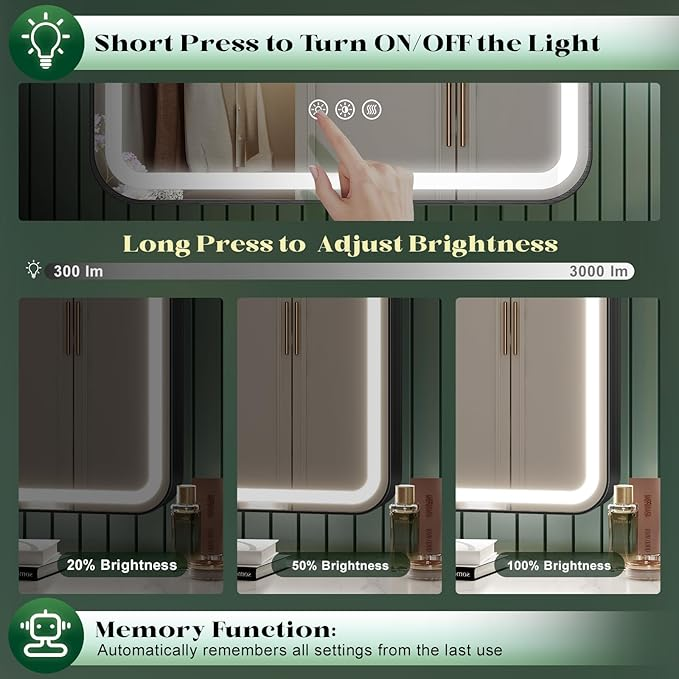 Short Press to Turn ON/OFF the Light
Long Press to Adjust Brightness
300 lm 3000 lm
20% Brightness
50% Brightness
100% Brightness
Memory Function:
Automatically remembers all settings from the last use